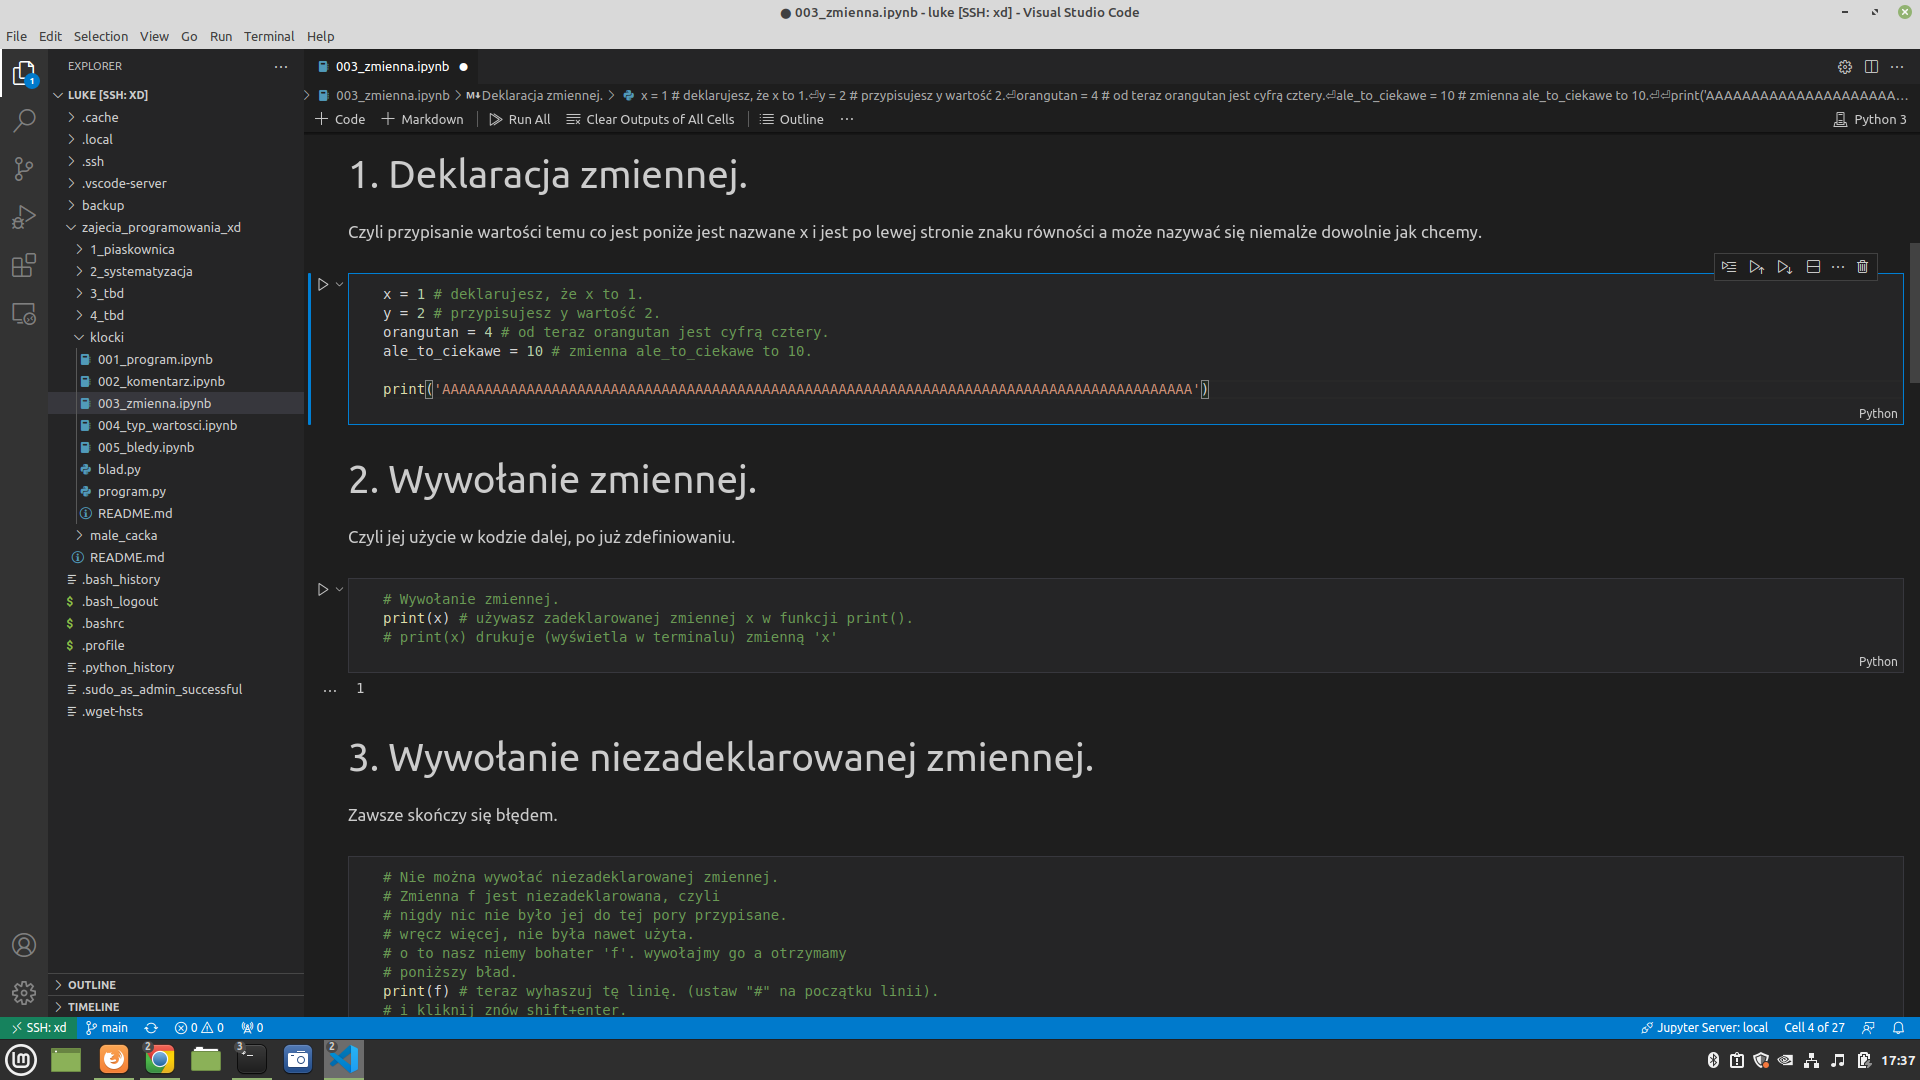 ● 003_zmienna.ipynb - luke [SSH: xd] - Visual Studio Code
File Edit Selection View Go Run Terminal Help
EXPLORER
003_zmienna.ipynb ●
LUKE [SSH: XD]
003_zmienna.ipynb > M↓Deklaracja zmiennej. > x = 1 # deklarujesz, że x to 1.⏎y = 2 # przypisujesz y wartość 2.⏎orangutan = 4 # od teraz orangutan jest cyfrą cztery.⏎ale_to_ciekawe = 10 # zmienna ale_to_ciekawe to 10.⏎⏎print('AAAAAAAAAAAAAAAAAAAAA…
+ Code + Markdown Run All Clear Outputs of All Cells Outline ··· Python 3
.cache
.local
.ssh
.vscode-server
backup
zajecia_programowania_xd
1_piaskownica
2_systematyzacja
3_tbd
4_tbd
klocki
001_program.ipynb
002_komentarz.ipynb
003_zmienna.ipynb
004_typ_wartosci.ipynb
005_bledy.ipynb
blad.py
program.py
README.md
male_cacka
README.md
.bash_history
.bash_logout
.bashrc
.profile
.python_history
.sudo_as_admin_successful
.wget-hsts
OUTLINE
TIMELINE
1. Deklaracja zmiennej.
Czyli przypisanie wartości temu co jest poniże jest nazwane x i jest po lewej stronie znaku równości a może nazywać się niemalże dowolnie jak chcemy.
x = 1 # deklarujesz, że x to 1.
y = 2 # przypisujesz y wartość 2.
orangutan = 4 # od teraz orangutan jest cyfrą cztery.
ale_to_ciekawe = 10 # zmienna ale_to_ciekawe to 10.
print('AAAAAAAAAAAAAAAAAAAAAAAAAAAAAAAAAAAAAAAAAAAAAAAAAAAAAAAAAAAAAAAAAAAAAAAAAAAAAAAAAAAAAAAAA')
Python
2. Wywołanie zmiennej.
Czyli jej użycie w kodzie dalej, po już zdefiniowaniu.
# Wywołanie zmiennej.
print(x) # używasz zadeklarowanej zmiennej x w funkcji print().
# print(x) drukuje (wyświetla w terminalu) zmienną 'x'
Python
··· 1
3. Wywołanie niezadeklarowanej zmiennej.
Zawsze skończy się błędem.
# Nie można wywołać niezadeklarowanej zmiennej.
# Zmienna f jest niezadeklarowana, czyli
# nigdy nic nie było jej do tej pory przypisane.
# wręcz więcej, nie była nawet użyta.
# o to nasz niemy bohater 'f'. wywołajmy go a otrzymamy
# poniższy bład.
print(f) # teraz wyhaszuj tę linię. (ustaw "#" na początku linii).
# i kliknij znów shift+enter.
SSH: xd main 0 0 0 Jupyter Server: local Cell 4 of 27
2 3 2 17:37